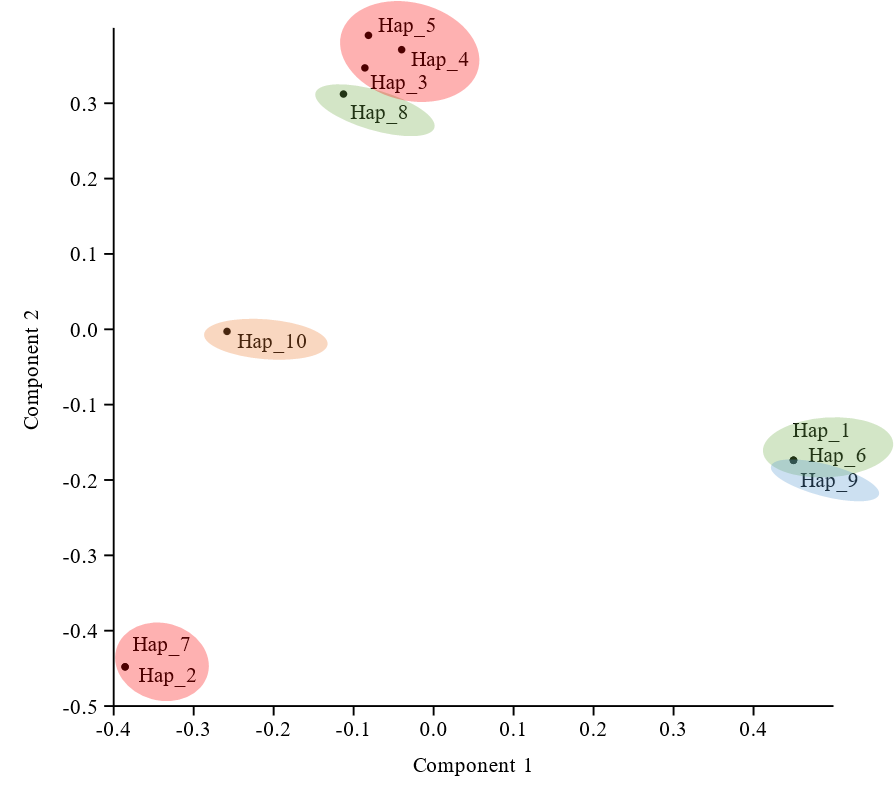 Hap_5
Hap_4
Hap_3
0.3
Hap_8
0.2
0.1
0.0
Hap_10
Component 2
-0.1
Hap_1
Hap_6
-0.2
Hap_9
-0.3
-0.4
Hap_7
Hap_2
-0.5
-0.4 -0.3 -0.2 -0.1 0.0 0.1 0.2 0.3 0.4
Component 1